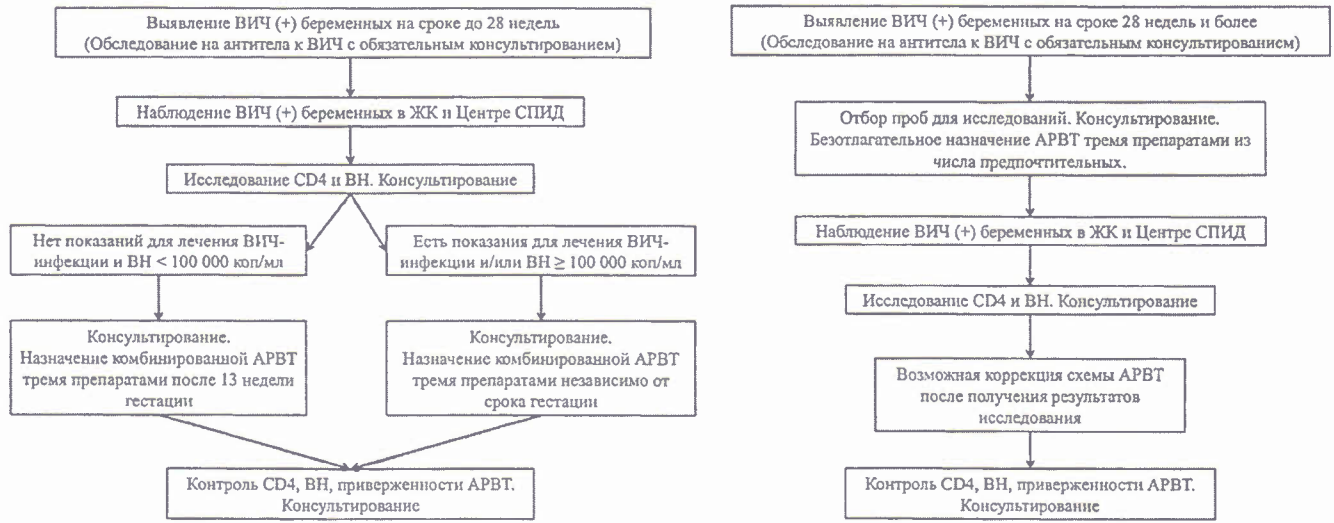 Выявление ВИЧ (+) беременных на сроке до 28 недель
(Обследование на антитела к ВИЧ с обязательным консультированием)
Наблюдение ВИЧ (+) беременных в ЖК и Центре СПИД
Исследование CD4 и ВН. Консультирование
Нет показаний для лечения ВИЧ-
инфекции и ВН < 100 000 коп/мл
Есть показания для лечения ВИЧ-
инфекции и/или ВН ≥ 100 000 коп/мл
Консультирование.
Назначение комбинированной АРВТ
тремя препаратами после 13 недели
гестации
Консультирование.
Назначение комбинированной АРВТ
тремя препаратами независимо от
срока гестации
Контроль CD4, ВН, приверженности АРВТ.
Консультирование
Выявление ВИЧ (+) беременных на сроке 28 недель и более
(Обследование на антитела к ВИЧ с обязательным консультированием)
Отбор проб для исследований. Консультирование.
Безотлагательное назначение АРВТ тремя препаратами из
числа предпочтительных.
Наблюдение ВИЧ (+) беременных в ЖК и Центре СПИД
Исследование CD4 и ВН. Консультирование
Возможная коррекция схемы АРВТ
после получения результатов
исследования
Контроль CD4, ВН, приверженности АРВТ.
Консультирование